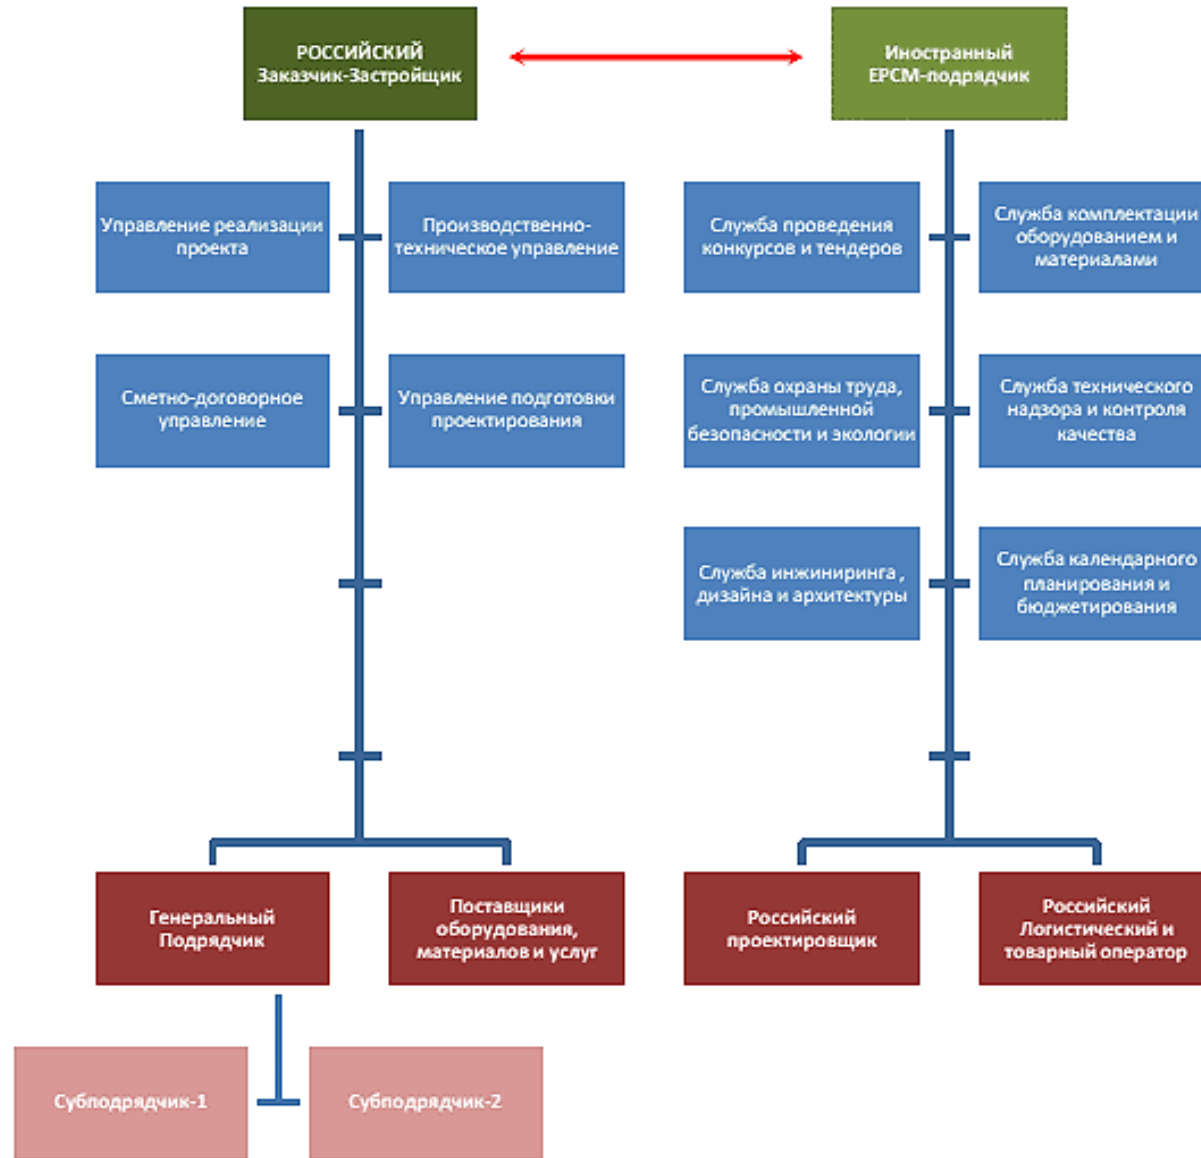 РОССИЙСКИЙ
Заказчик-Застройщик
Иностранный
EPCM-подрядчик
Управление реализации
проекта
Производственно-
техническое управление
Служба проведения
конкурсов и тендеров
Служба комплектации
оборудованием и
материалами
Сметно-договорное
управление
Управление подготовки
проектирования
Служба охраны труда,
промышленной
безопасности и экологии
Служба технического
надзора и контроля
качества
Служба инжиниринга ,
дизайна и архитектуры
Служба календарного
планирования и
бюджетирования
Генеральный
Подрядчик
Поставщики
оборудования,
материалов и услуг
Российский
проектировщик
Российский
Логистический и
товарный оператор
Субподрядчик-1
Субподрядчик-2